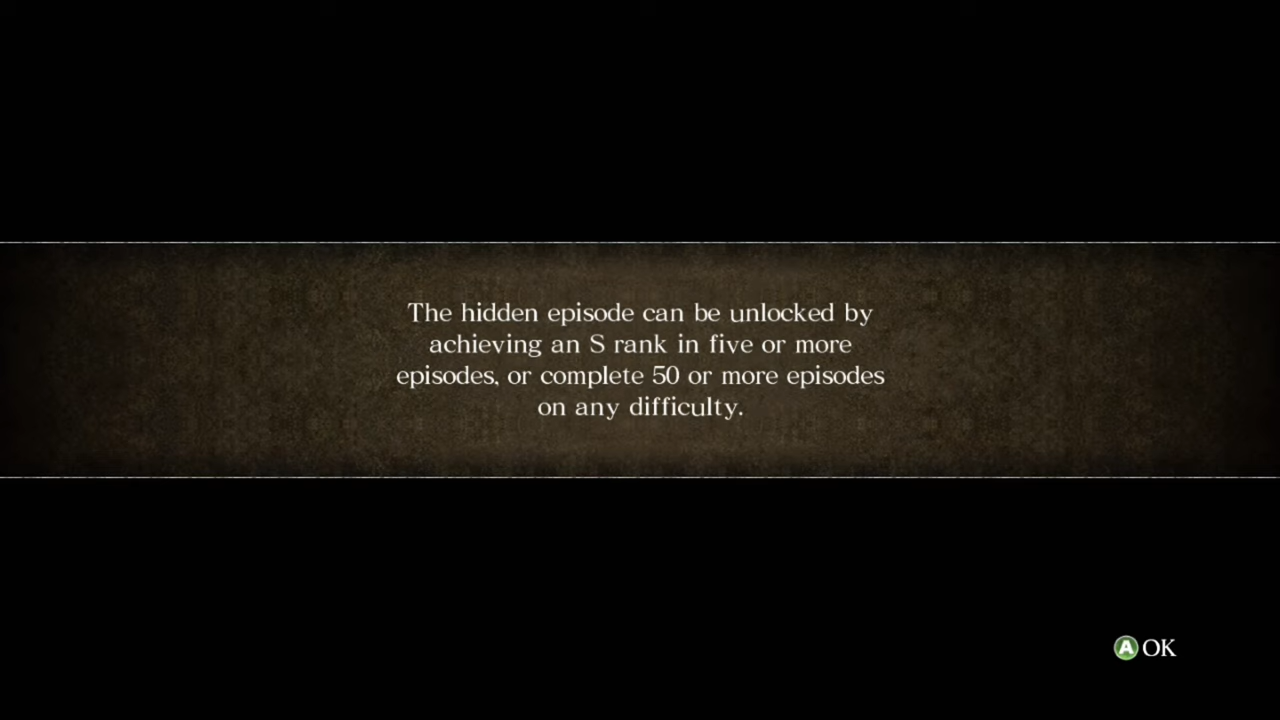 The hidden episode can be unlocked by
achieving an S rank in five or more
episodes, or complete 50 or more episodes
on any difficulty.
A OK